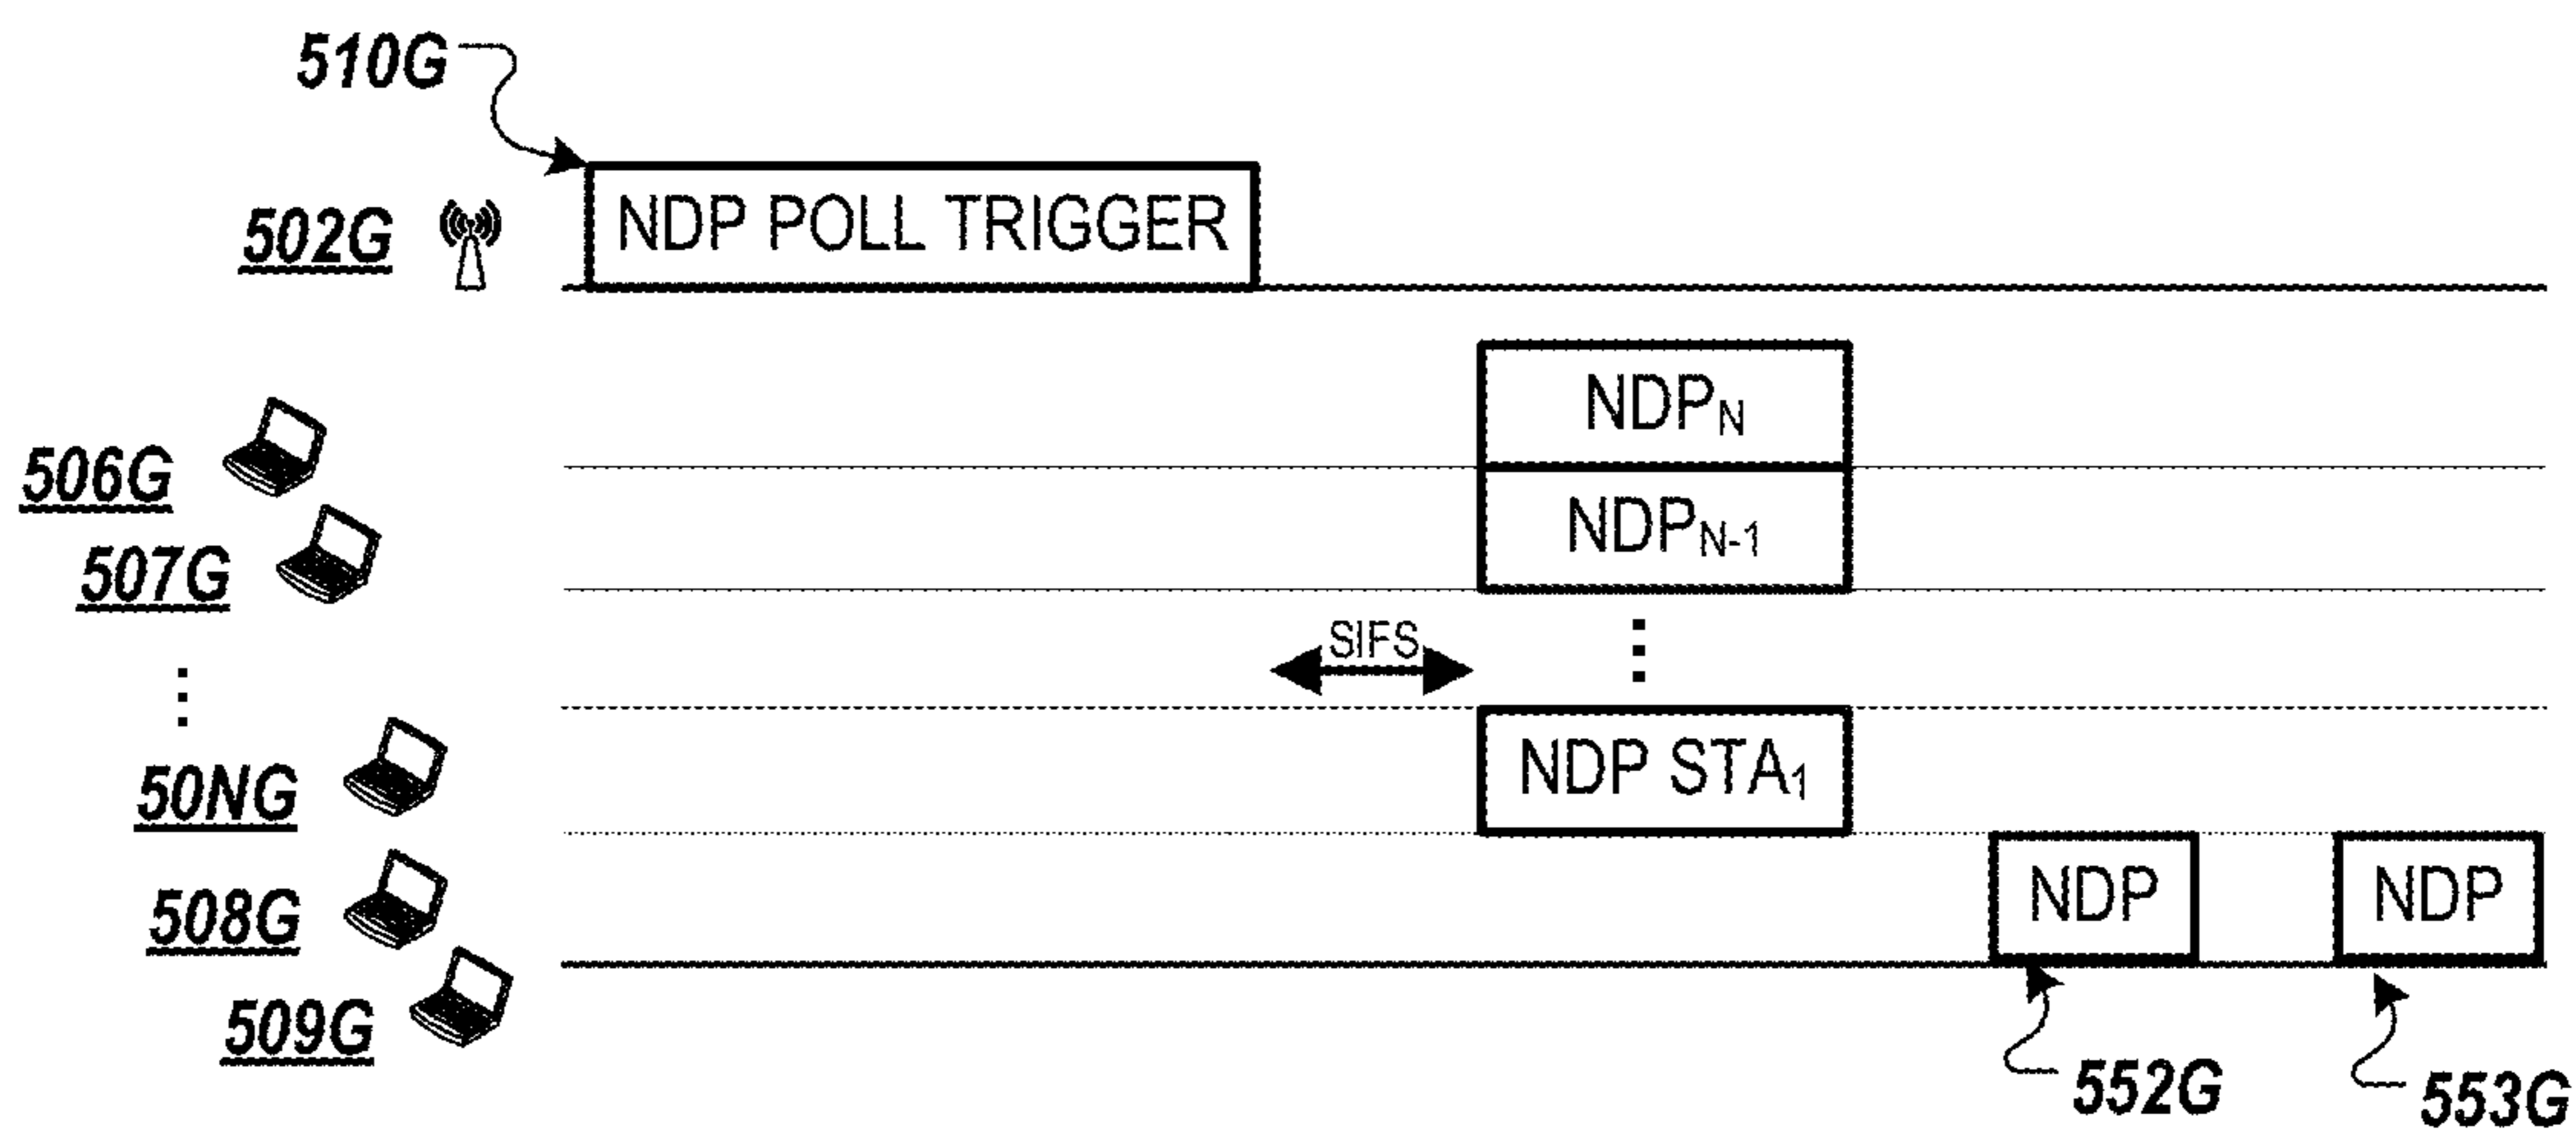 510G
502G
NDP POLL TRIGGER
NDPN
506G
NDPN-1
507G
SIFS
50NG
NDP STA1
508G
NDP NDP
509G
552G
553G